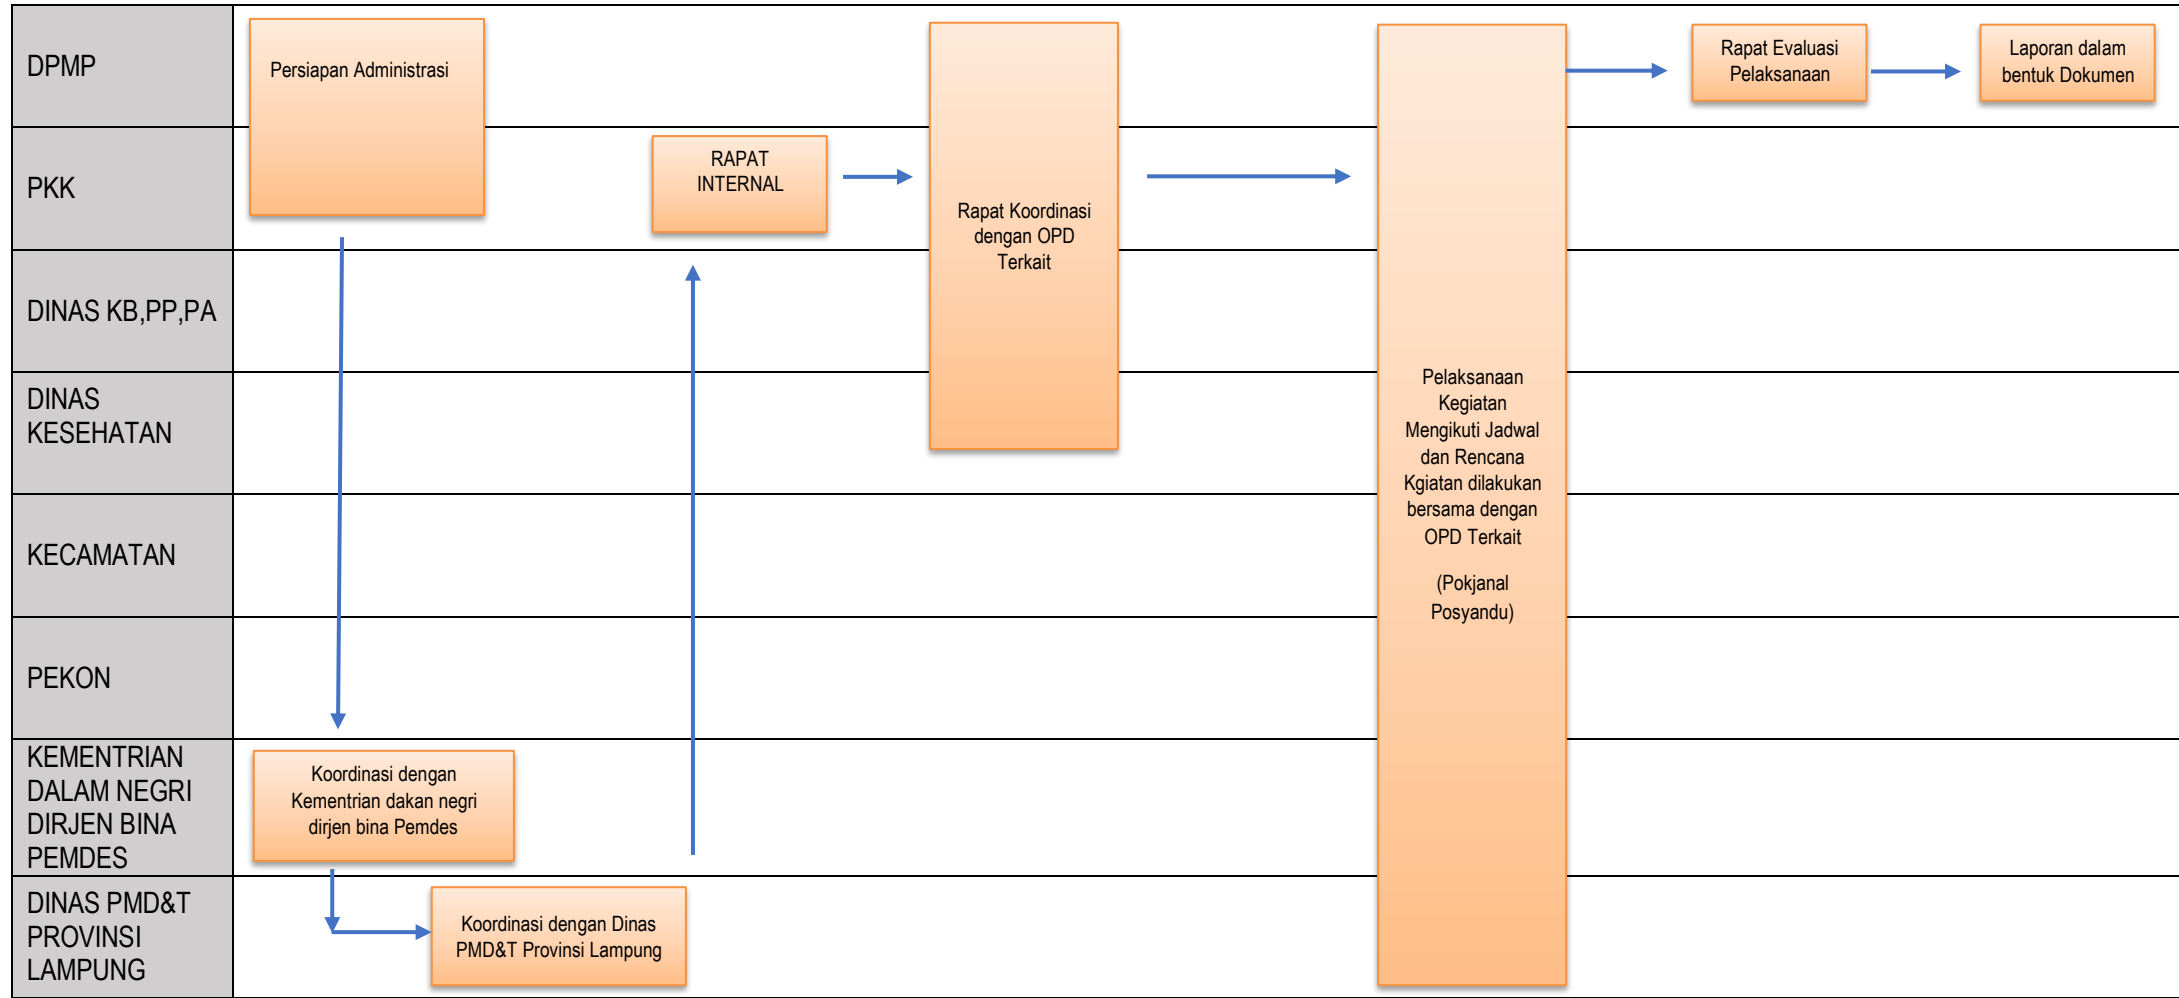 DPMP
Persiapan Administrasi
Rapat Evaluasi
Pelaksanaan
Laporan dalam
bentuk Dokumen
PKK
RAPAT
INTERNAL
Rapat Koordinasi
dengan OPD
Terkait
DINAS KB,PP,PA
DINAS
KESEHATAN
Pelaksanaan
Kegiatan
Mengikuti Jadwal
dan Rencana
Kgiatan dilakukan
bersama dengan
OPD Terkait
(Pokjanal
Posyandu)
KECAMATAN
PEKON
KEMENTRIAN
DALAM NEGRI
DIRJEN BINA
PEMDES
Koordinasi dengan
Kementrian dakan negri
dirjen bina Pemdes
DINAS PMD&T
PROVINSI
LAMPUNG
Koordinasi dengan Dinas
PMD&T Provinsi Lampung